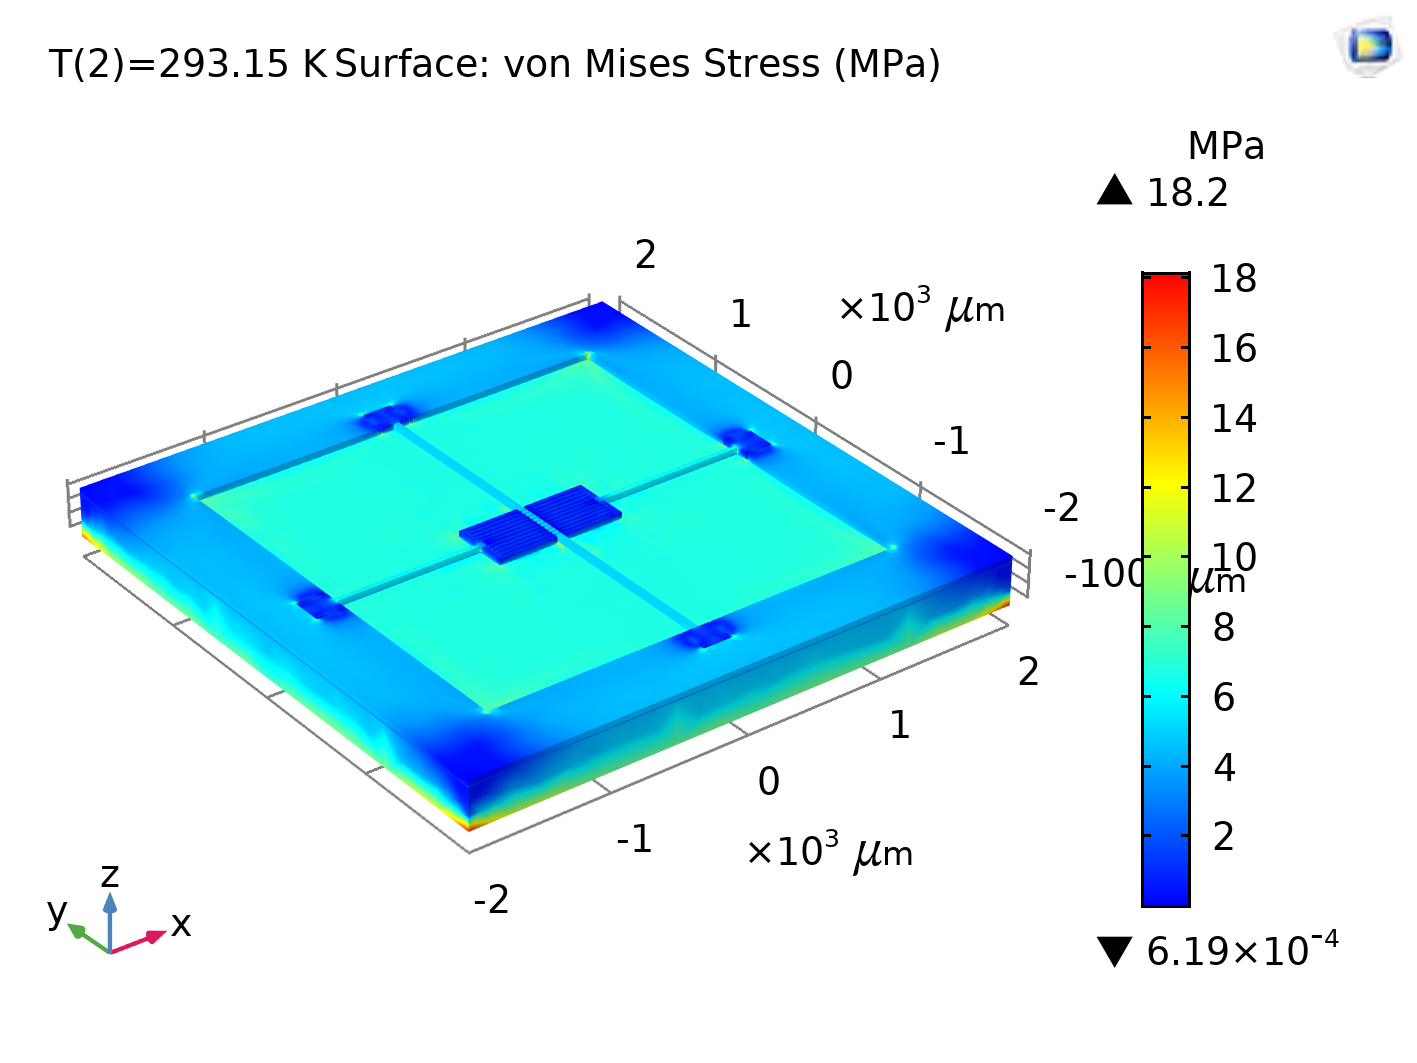 T(2)=293.15 K Surface: von Mises Stress (MPa)
MPa
▲ 18.2
2
1
×10³ μm
0
-1
-2
-100
μm
18
16
14
12
10
8
6
4
2
2
1
0
×10³ μm
-1
-2
z
y
x
▼ 6.19×10⁻⁴